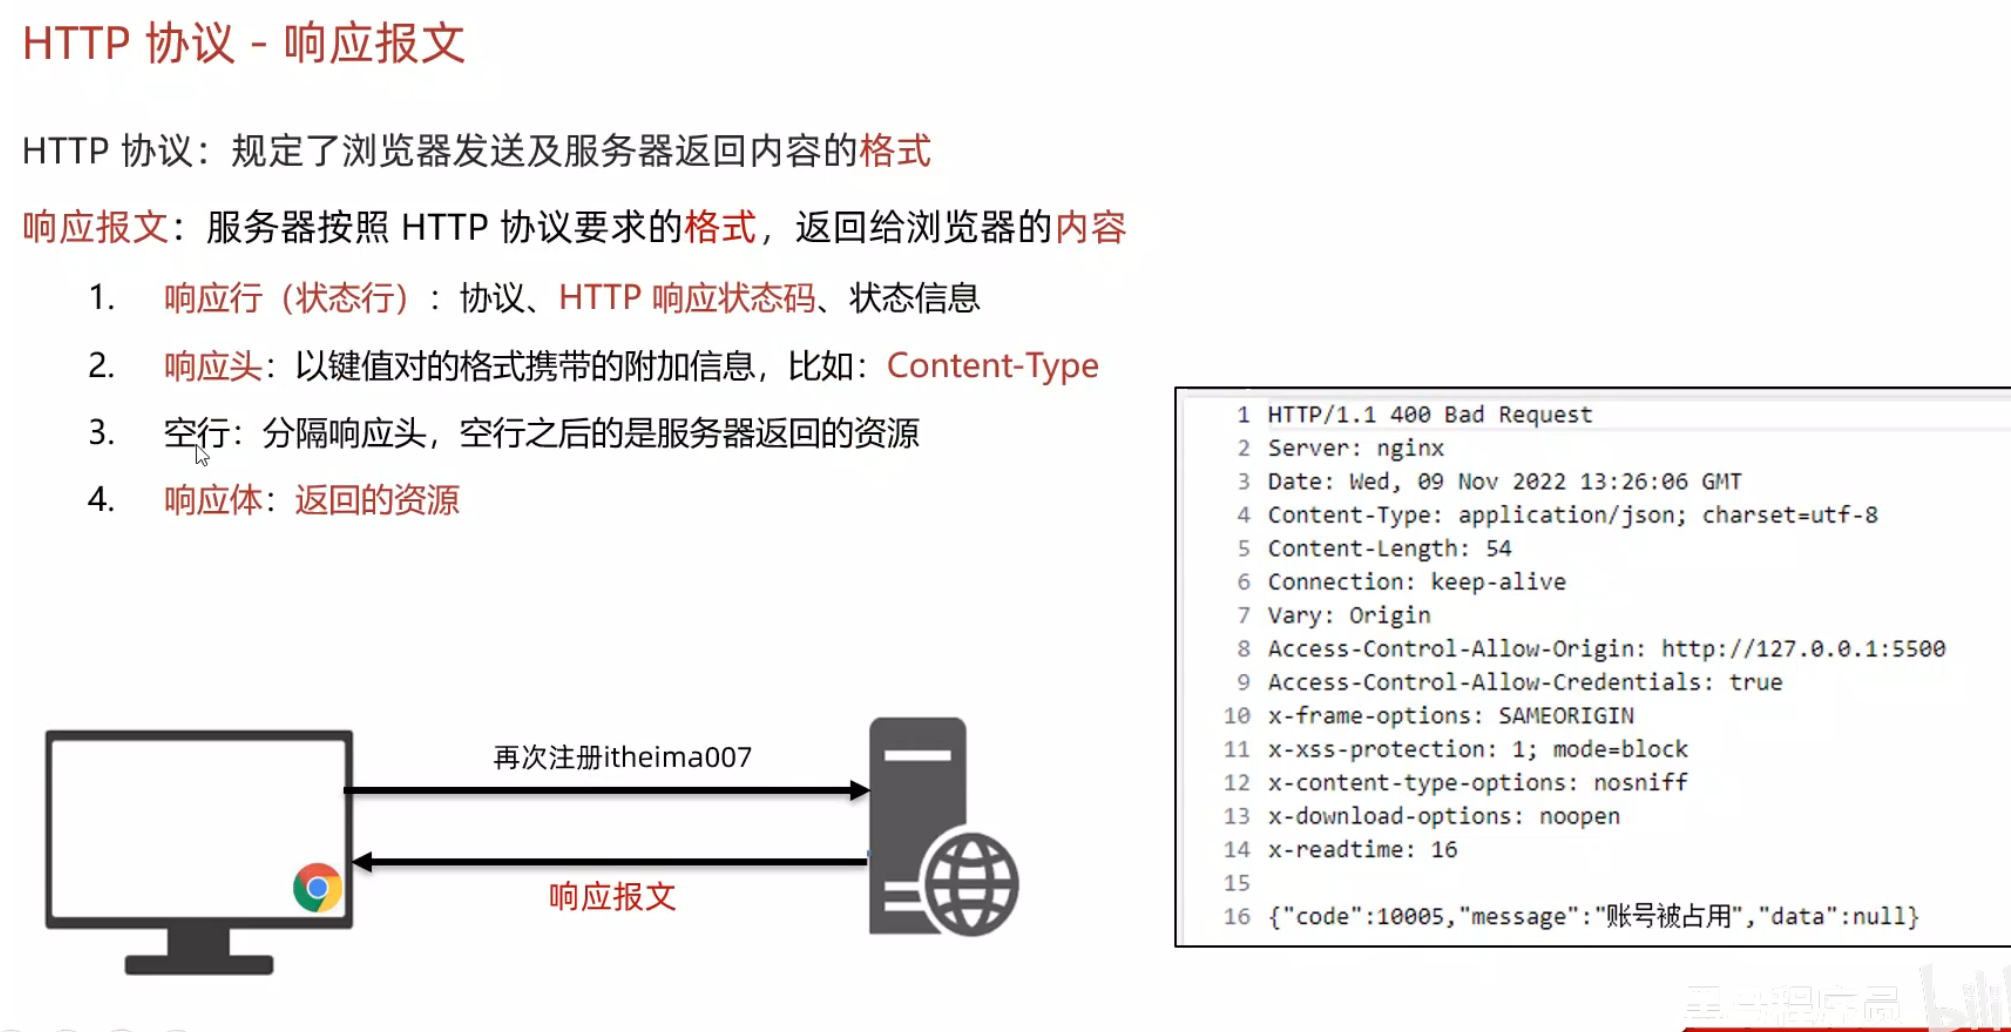 HTTP 协议 - 响应报文
HTTP 协议：规定了浏览器发送及服务器返回内容的格式
响应报文：服务器按照 HTTP 协议要求的格式，返回给浏览器的内容
1. 响应行（状态行）：协议、HTTP 响应状态码、状态信息
2. 响应头：以键值对的格式携带的附加信息，比如：Content-Type
3. 空行：分隔响应头，空行之后的是服务器返回的资源
4. 响应体：返回的资源
再次注册itheima007
响应报文
1 HTTP/1.1 400 Bad Request
2 Server: nginx
3 Date: Wed, 09 Nov 2022 13:26:06 GMT
4 Content-Type: application/json; charset=utf-8
5 Content-Length: 54
6 Connection: keep-alive
7 Vary: Origin
8 Access-Control-Allow-Origin: http://127.0.0.1:5500
9 Access-Control-Allow-Credentials: true
10 x-frame-options: SAMEORIGIN
11 x-xss-protection: 1; mode=block
12 x-content-type-options: nosniff
13 x-download-options: noopen
14 x-readtime: 16
15
16 {"code":10005,"message":"账号被占用","data":null}
黑马程序员